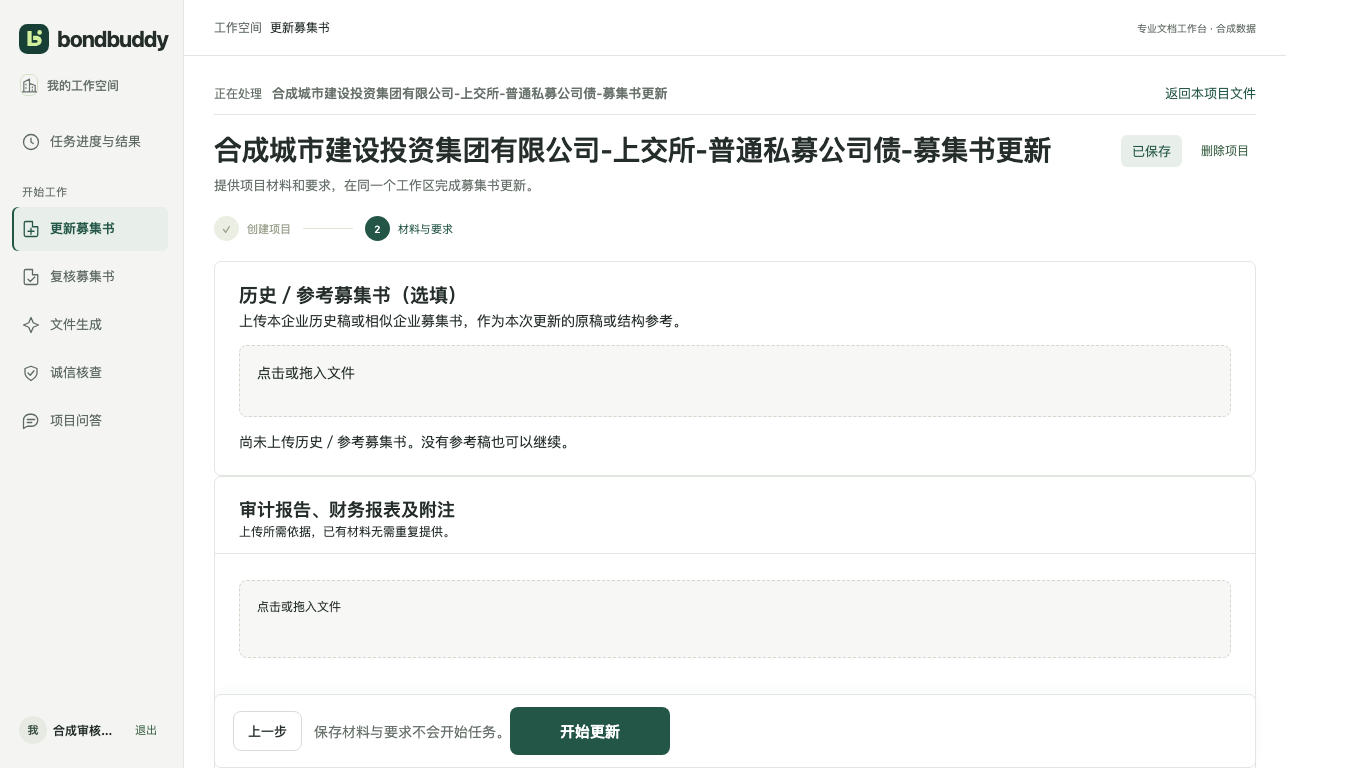 bondbuddy
我的工作空间
任务进度与结果
开始工作
更新募集书
复核募集书
文件生成
诚信核查
项目问答
我 合成审核... 退出
工作空间 更新募集书
专业文档工作台 · 合成数据
正在处理 合成城市建设投资集团有限公司-上交所-普通私募公司债-募集书更新
返回本项目文件
合成城市建设投资集团有限公司-上交所-普通私募公司债-募集书更新
已保存 删除项目
提供项目材料和要求，在同一个工作区完成募集书更新。
创建项目 2 材料与要求
历史 / 参考募集书（选填）
上传本企业历史稿或相似企业募集书，作为本次更新的原稿或结构参考。
点击或拖入文件
尚未上传历史 / 参考募集书。没有参考稿也可以继续。
审计报告、财务报表及附注
上传所需依据，已有材料无需重复提供。
点击或拖入文件
上一步 保存材料与要求不会开始任务。 开始更新